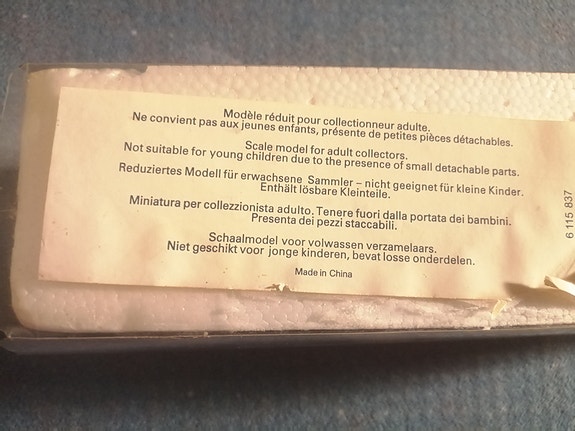 Modèle réduit pour collectionneur adulte.
Ne convient pas aux jeunes enfants, présente de petites pièces détachables.
Scale model for adult collectors.
Not suitable for young children due to the presence of small detachable parts.
Reduziertes Modell für erwachsene Sammler – nicht geeignet für kleine Kinder.
Enthält lösbare Kleinteile.
Miniatura per collezzionista adulto. Tenere fuori dalla portata dei bambini.
Presenta dei pezzi staccabili.
Schaalmodel voor volwassen verzamelaars.
Niet geschikt voor jonge kinderen, bevat losse onderdelen.
Made in China
6 115 837